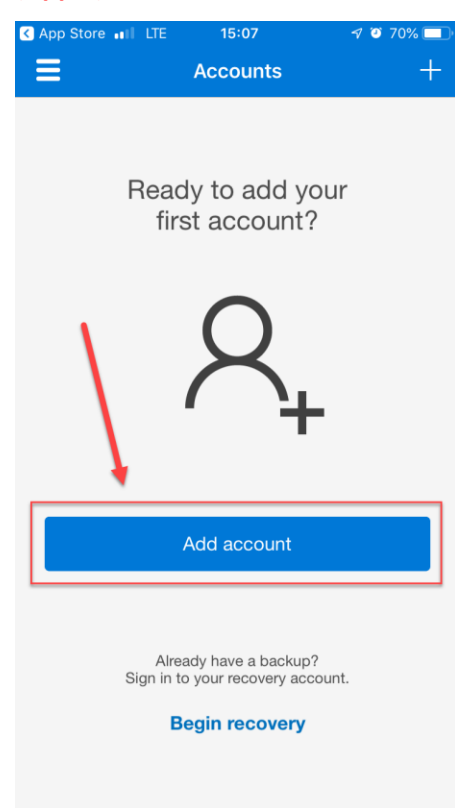 App Store LTE 15:07 70%
Accounts
Ready to add your
first account?
Add account
Already have a backup?
Sign in to your recovery account.
Begin recovery